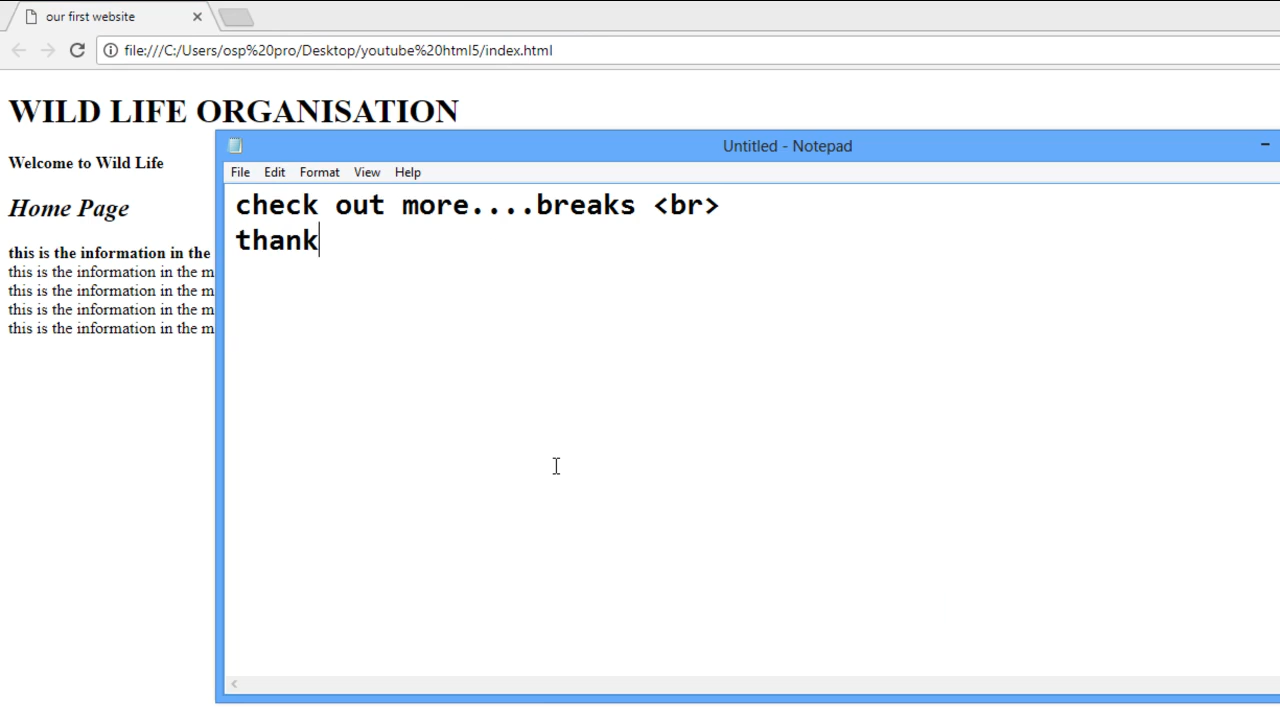 our first website
file:///C:/Users/osp%20pro/Desktop/youtube%20html5/index.html
WILD LIFE ORGANISATION
Welcome to Wild Life
Home Page
this is the information in the
this is the information in the m
this is the information in the m
this is the information in the m
this is the information in the m
Untitled - Notepad
File Edit Format View Help
check out more....breaks <br>
thank